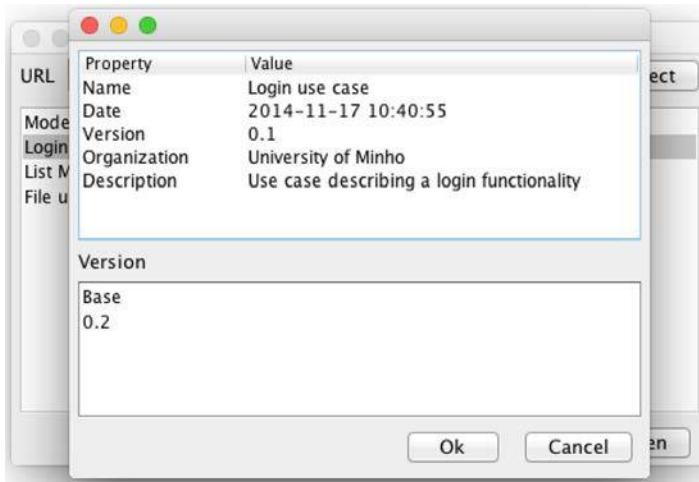 Property Value
Name Login use case
Date 2014-11-17 10:40:55
Version 0.1
Organization University of Minho
Description Use case describing a login functionality
Version
Base
0.2
Ok Cancel
URL
ect
Mode
Login
List M
File u
en